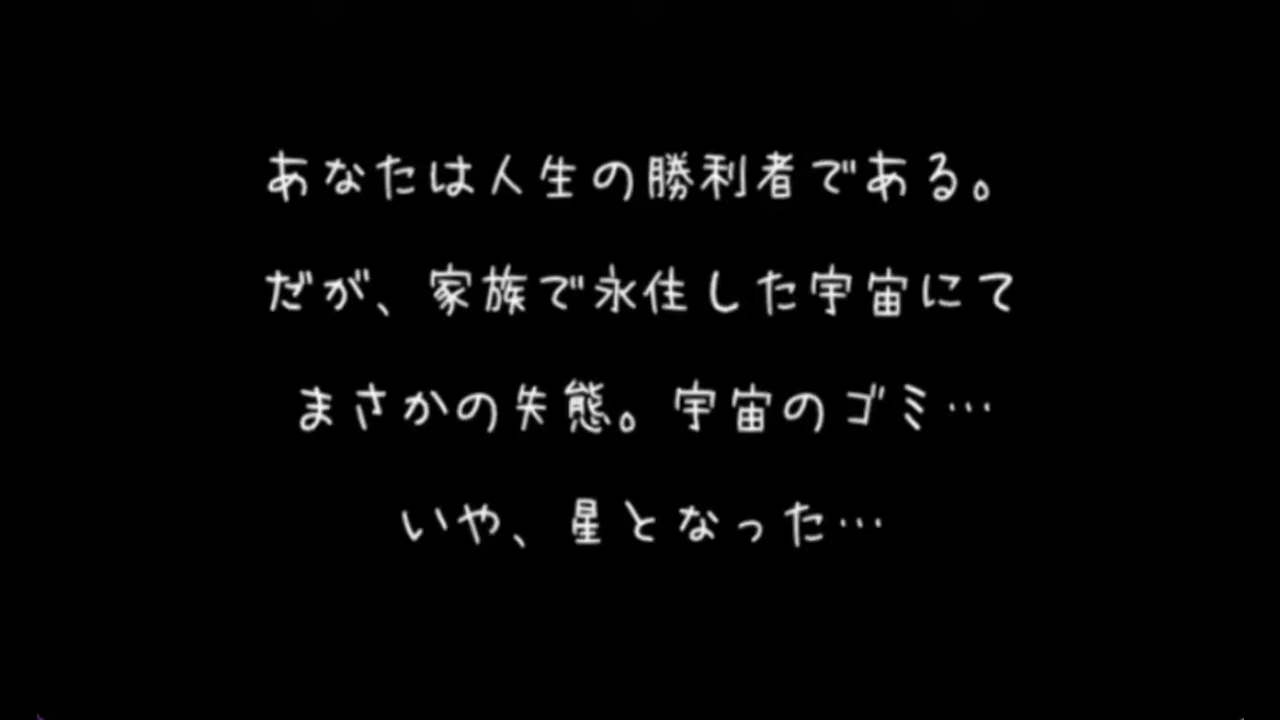 あなたは人生の勝利者である。
だが、家族で永住した宇宙にて
まさかの失態。宇宙のゴミ…
いや、星となった…